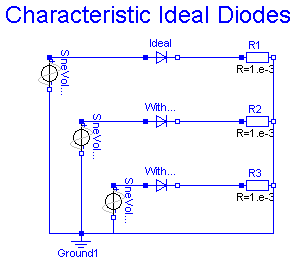 Characteristic Ideal Diodes
Ideal
R1
SineVol...
R=1.e-3
With...
R2
SineVol...
R=1.e-3
With...
R3
SineVol...
R=1.e-3
Ground1